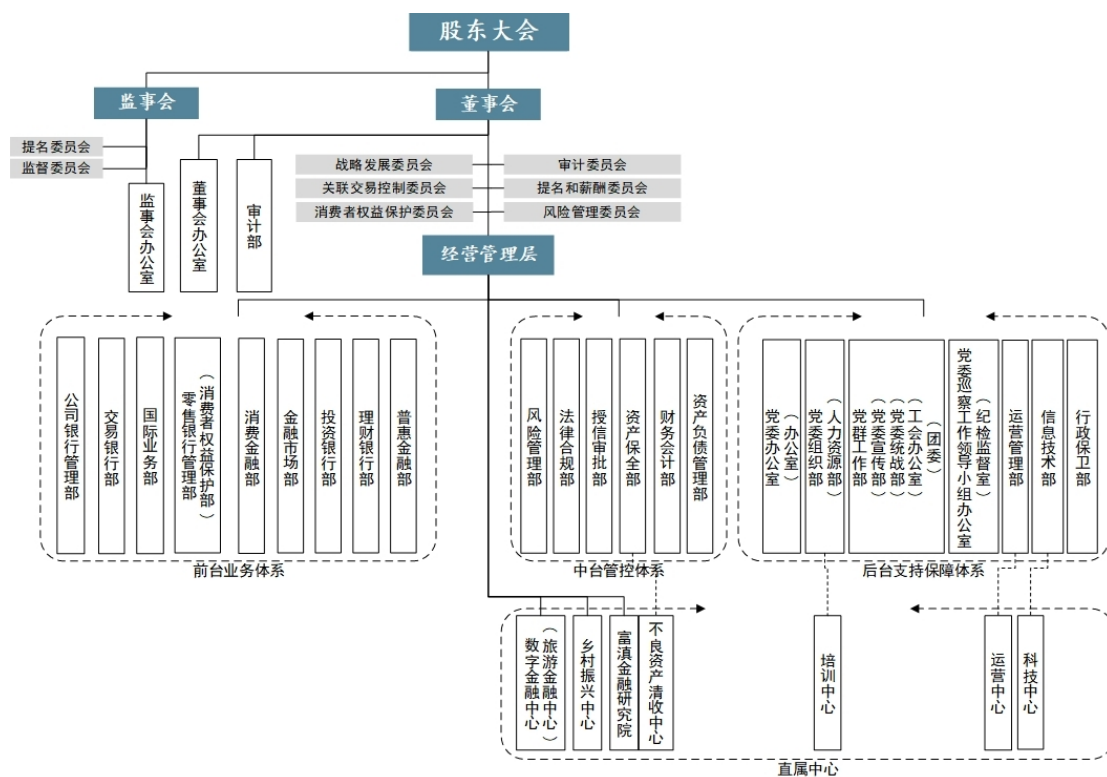 股东大会
监事会
董事会
提名委员会
监督委员会
战略发展委员会
审计委员会
关联交易控制委员会
提名和薪酬委员会
消费者权益保护委员会
风险管理委员会
监事会办公室
董事会办公室
审计部
经营管理层
公司银行管理部
交易银行部
国际业务部
零售银行管理部
（消费者权益保护部）
消费金融部
金融市场部
投资银行部
理财银行部
普惠金融部
前台业务体系
风险管理部
法律合规部
授信审批部
资产保全部
财务会计部
资产负债管理部
中台管控体系
党委办公室
（办公室）
党委组织部
（人力资源部）
党群工作部
（党委宣传部）
（党委统战部）
（工会办公室）
（团委）
党委巡察工作领导小组办公室
（纪检监督室）
运营管理部
信息技术部
行政保卫部
后台支持保障体系
数字金融中心
（旅游金融中心）
乡村振兴中心
富滇金融研究院
不良资产清收中心
培训中心
运营中心
科技中心
直属中心